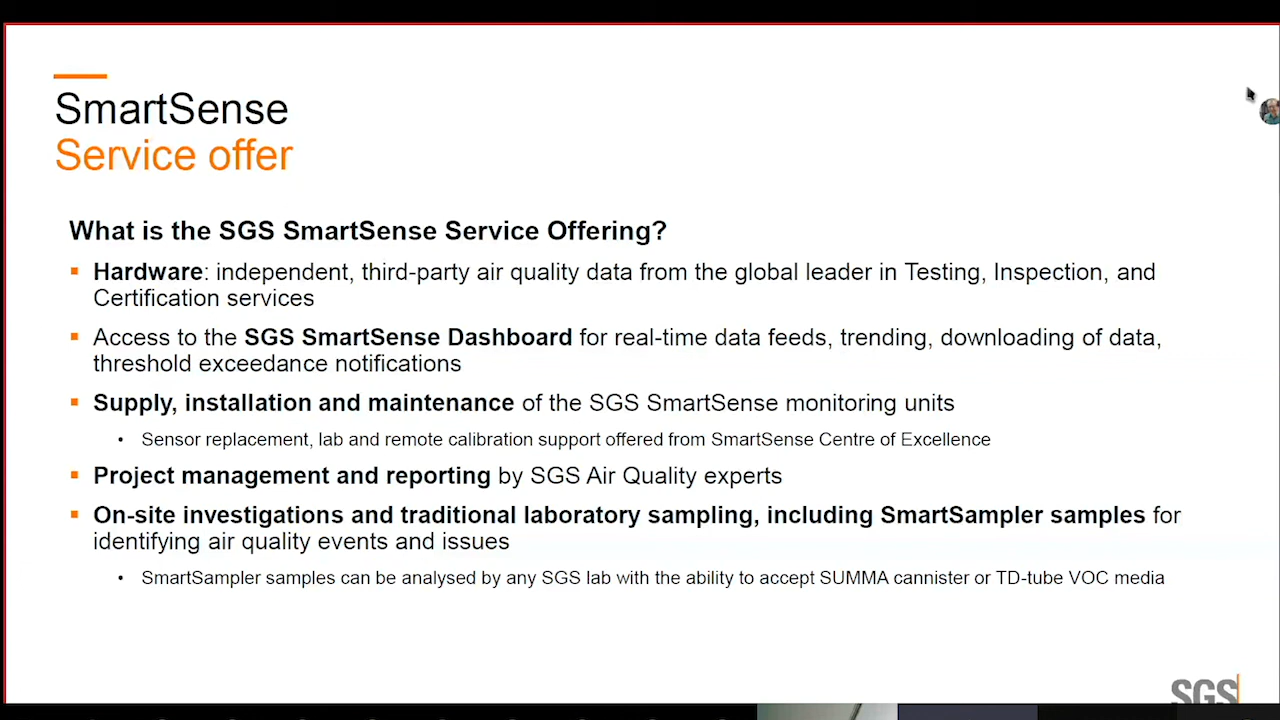 SmartSense
Service offer
What is the SGS SmartSense Service Offering?
▪ Hardware: independent, third-party air quality data from the global leader in Testing, Inspection, and
Certification services
▪ Access to the SGS SmartSense Dashboard for real-time data feeds, trending, downloading of data,
threshold exceedance notifications
▪ Supply, installation and maintenance of the SGS SmartSense monitoring units
• Sensor replacement, lab and remote calibration support offered from SmartSense Centre of Excellence
▪ Project management and reporting by SGS Air Quality experts
▪ On-site investigations and traditional laboratory sampling, including SmartSampler samples for
identifying air quality events and issues
• SmartSampler samples can be analysed by any SGS lab with the ability to accept SUMMA cannister or TD-tube VOC media
SGS